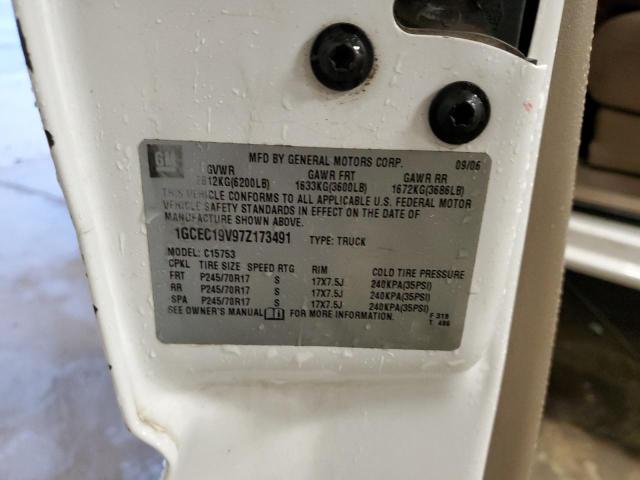 GM
MFD BY GENERAL MOTORS CORP. 09/06
GVWR GAWR FRT GAWR RR
2812KG(6200LB) 1633KG(3600LB) 1672KG(3686LB)
THIS VEHICLE CONFORMS TO ALL APPLICABLE U.S. FEDERAL MOTOR
VEHICLE SAFETY STANDARDS IN EFFECT ON THE DATE OF
MANUFACTURE SHOWN ABOVE.
1GCEC19V97Z173491 TYPE: TRUCK
MODEL: C15753
CPKL TIRE SIZE SPEED RTG RIM COLD TIRE PRESSURE
FRT P245/70R17 S 17X7.5J 240KPA(35PSI)
RR P245/70R17 S 17X7.5J 240KPA(35PSI)
SPA P245/70R17 S 17X7.5J 240KPA(35PSI)
SEE OWNER'S MANUAL FOR MORE INFORMATION. F 319
T 486